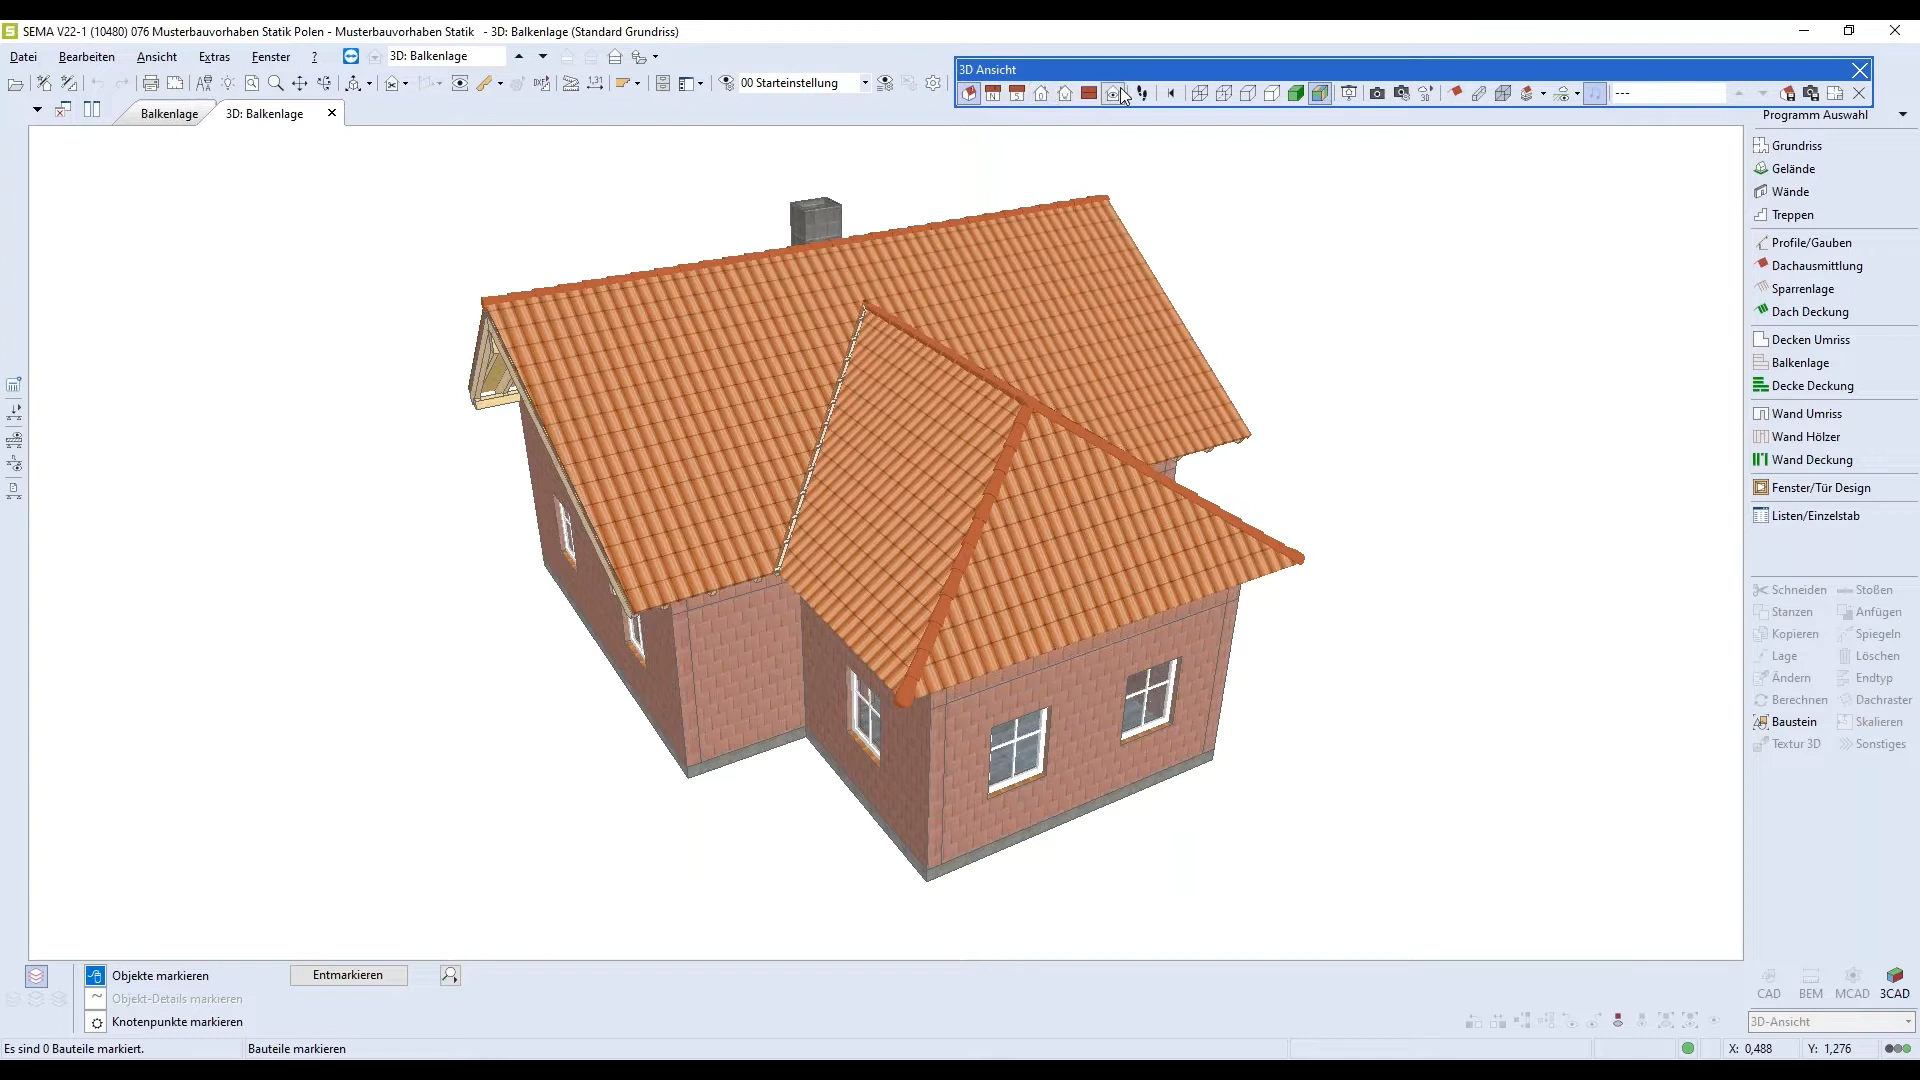 SEMA V22-1 (10480) 076 Musterbauvorhaben Statik Polen - Musterbauvorhaben Statik - 3D: Balkenlage (Standard Grundriss)
Datei Bearbeiten Ansicht Extras Fenster ? 3D: Balkenlage
3D Ansicht
00 Starteinstellung
---
Balkenlage 3D: Balkenlage
Programm Auswahl
Grundriss
Gelände
Wände
Treppen
Profile/Gauben
Dachausmittlung
Sparrenlage
Dach Deckung
Decken Umriss
Balkenlage
Decke Deckung
Wand Umriss
Wand Hölzer
Wand Deckung
Fenster/Tür Design
Listen/Einzelstab
Schneiden Stoßen
Stanzen Anfügen
Kopieren Spiegeln
Lage Löschen
Ändern Endtyp
Berechnen Dachraster
Baustein Skalieren
Textur 3D Sonstiges
Objekte markieren Entmarkieren
Objekt-Details markieren
Knotenpunkte markieren
CAD BEM MCAD 3CAD
3D-Ansicht
Es sind 0 Bauteile markiert. Bauteile markieren X: 0,488 Y: 1,276